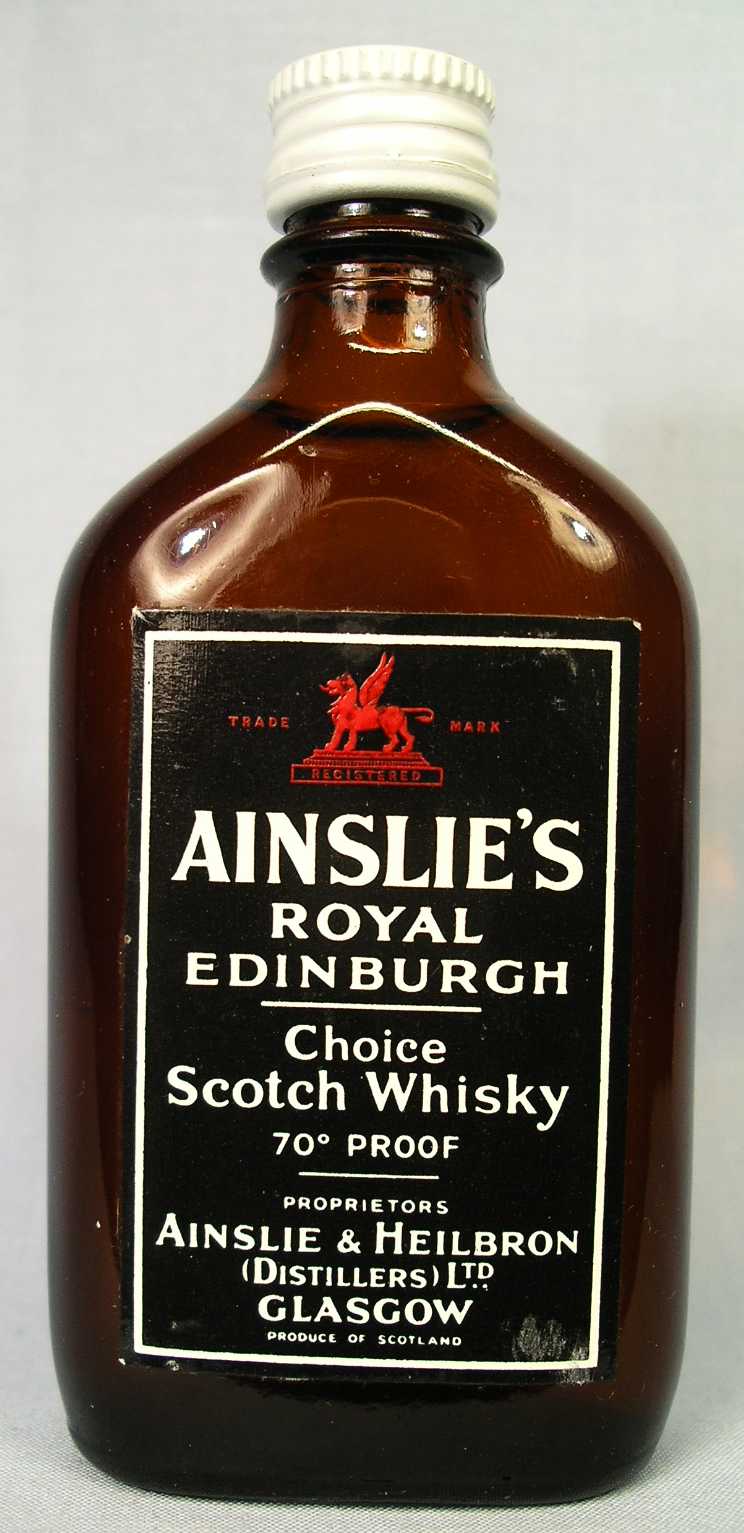 TRADE MARK
REGISTERED
AINSLIE'S
ROYAL
EDINBURGH
Choice
Scotch Whisky
70° PROOF
PROPRIETORS
AINSLIE & HEILBRON
(DISTILLERS) LTD.
GLASGOW
PRODUCE OF SCOTLAND